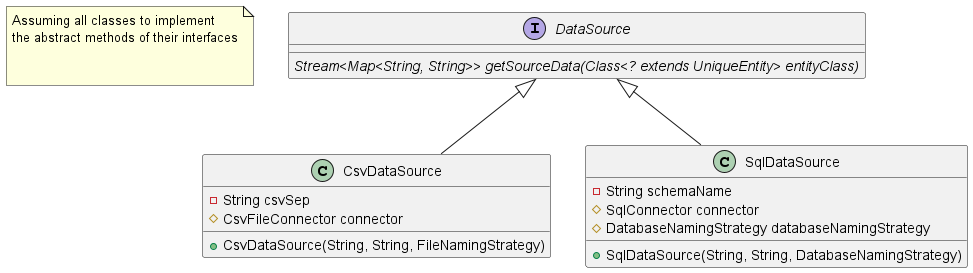 Assuming all classes to implement
the abstract methods of their interfaces
I DataSource
Stream<Map<String, String>> getSourceData(Class<? extends UniqueEntity> entityClass)
C CsvDataSource
String csvSep
CsvFileConnector connector
CsvDataSource(String, String, FileNamingStrategy)
C SqlDataSource
String schemaName
SqlConnector connector
DatabaseNamingStrategy databaseNamingStrategy
SqlDataSource(String, String, DatabaseNamingStrategy)